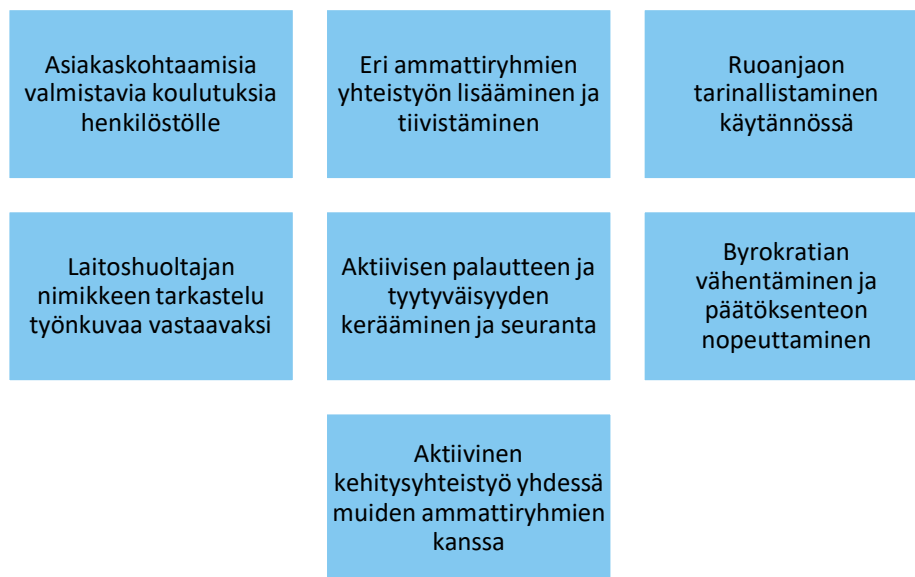 Asiakaskohtaamisia
valmistavia koulutuksia
henkilöstölle
Eri ammattiryhmien
yhteistyön lisääminen ja
tiivistäminen
Ruoanjaon
tarinallistaminen
käytännössä
Laitoshuoltajan
nimikkeen tarkastelu
työnkuvaa vastaavaksi
Aktiivisen palautteen ja
tyytyväisyyden
kerääminen ja seuranta
Byrokratian
vähentäminen ja
päätöksenteon
nopeuttaminen
Aktiivinen
kehitysyhteistyö yhdessä
muiden ammattiryhmien
kanssa